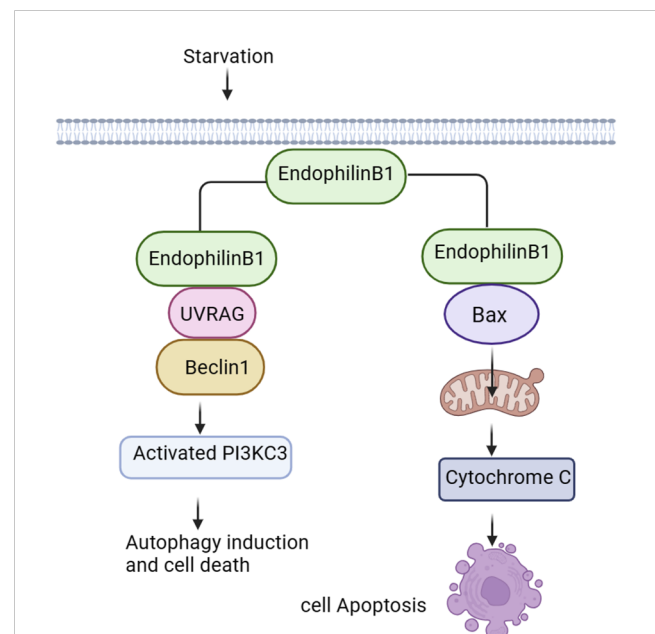 Starvation
EndophilinB1
EndophilinB1
UVRAG
Beclin1
Activated PI3KC3
Autophagy induction
and cell death
EndophilinB1
Bax
Cytochrome C
cell Apoptosis